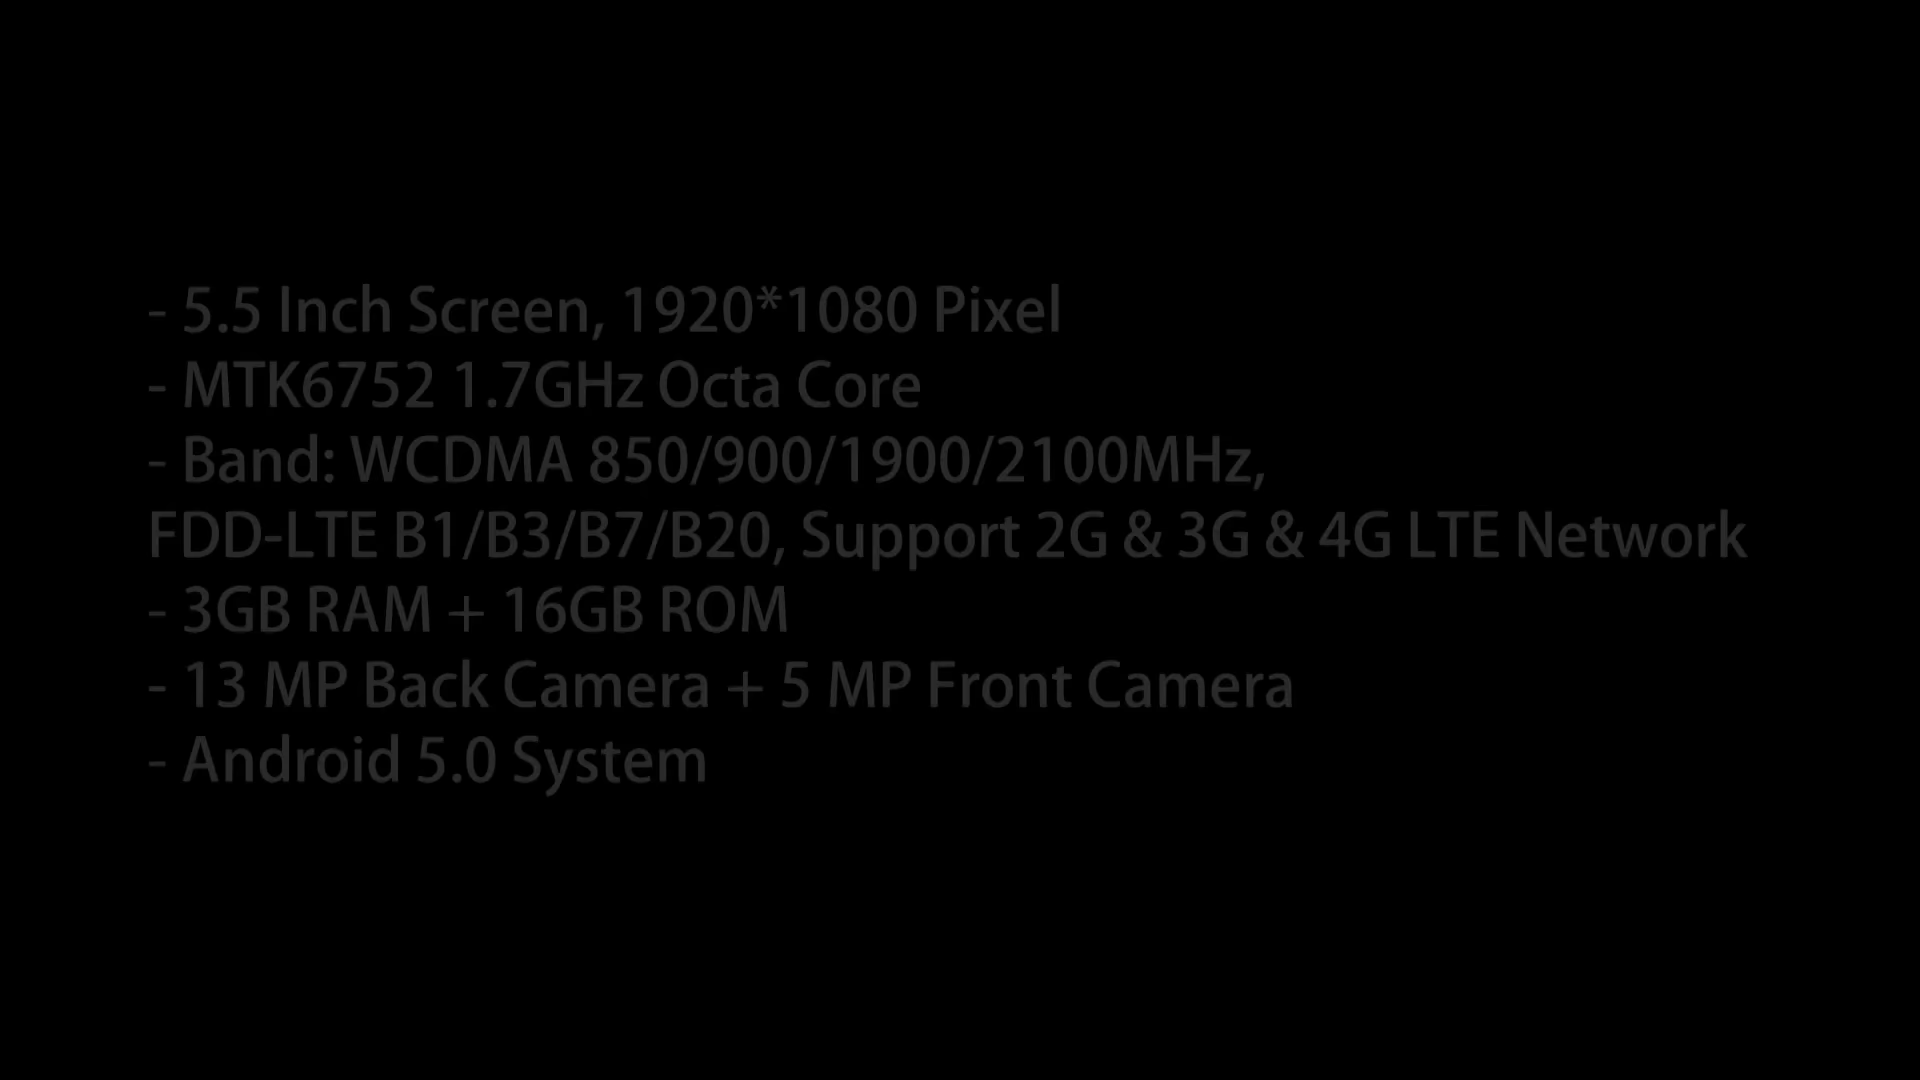 - 5.5 Inch Screen, 1920*1080 Pixel
- MTK6752 1.7GHz Octa Core
- Band: WCDMA 850/900/1900/2100MHz,
FDD-LTE B1/B3/B7/B20, Support 2G & 3G & 4G LTE Network
- 3GB RAM + 16GB ROM
- 13 MP Back Camera + 5 MP Front Camera
- Android 5.0 System